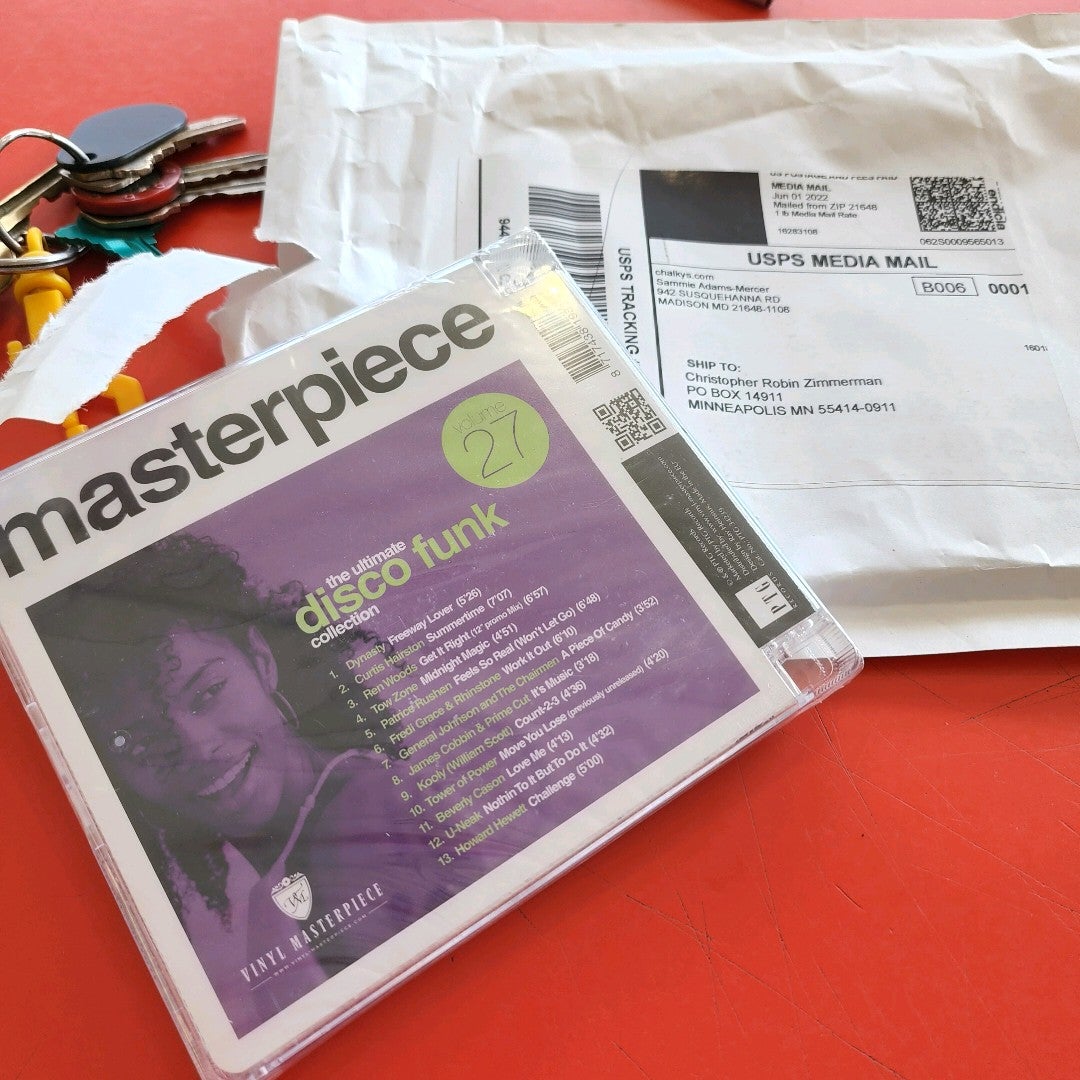 US POSTAGE AND FEES PAID
MEDIA MAIL
Jun 01 2022
Mailed from ZIP 21648
1 lb Media Mail Rate
16283108
062S0009565013
USPS MEDIA MAIL
chalkys.com
Sammie Adams-Mercer
942 SUSQUEHANNA RD
MADISON MD 21648-1108
B006 0001
SHIP TO:
Christopher Robin Zimmerman
PO BOX 14911
MINNEAPOLIS MN 55414-0911
USPS TRACKING
masterpiece
volume
27
the ultimate
disco funk
collection
1. Dynasty Freeway Lover (5'26)
2. Curtis Hairston Summertime (7'07)
3. Ren Woods Get It Right (12" promo Mix) (6'57)
4. Tow Zone Midnight Magic (4'51)
5. Patrice Rushen Feels So Real (Won't Let Go) (6'48)
6. Fredi Grace & Rhinstone Work It Out (6'10)
7. General Johnson and The Chairmen A Piece Of Candy (3'52)
8. James Cobbin & Prime Cut It's Music (3'18)
9. Kooly (William Scott) Count-2-3 (4'36)
10. Tower of Power Move You Lose (previously unreleased) (4'20)
11. Beverly Cason Love Me (4'13)
12. U-Neak Nothin To It But To Do It (4'32)
13. Howard Hewett Challenge (5'00)
VM
VINYL MASTERPIECE
WWW.VINYLMASTERPIECE.COM
PTG
RECORDS